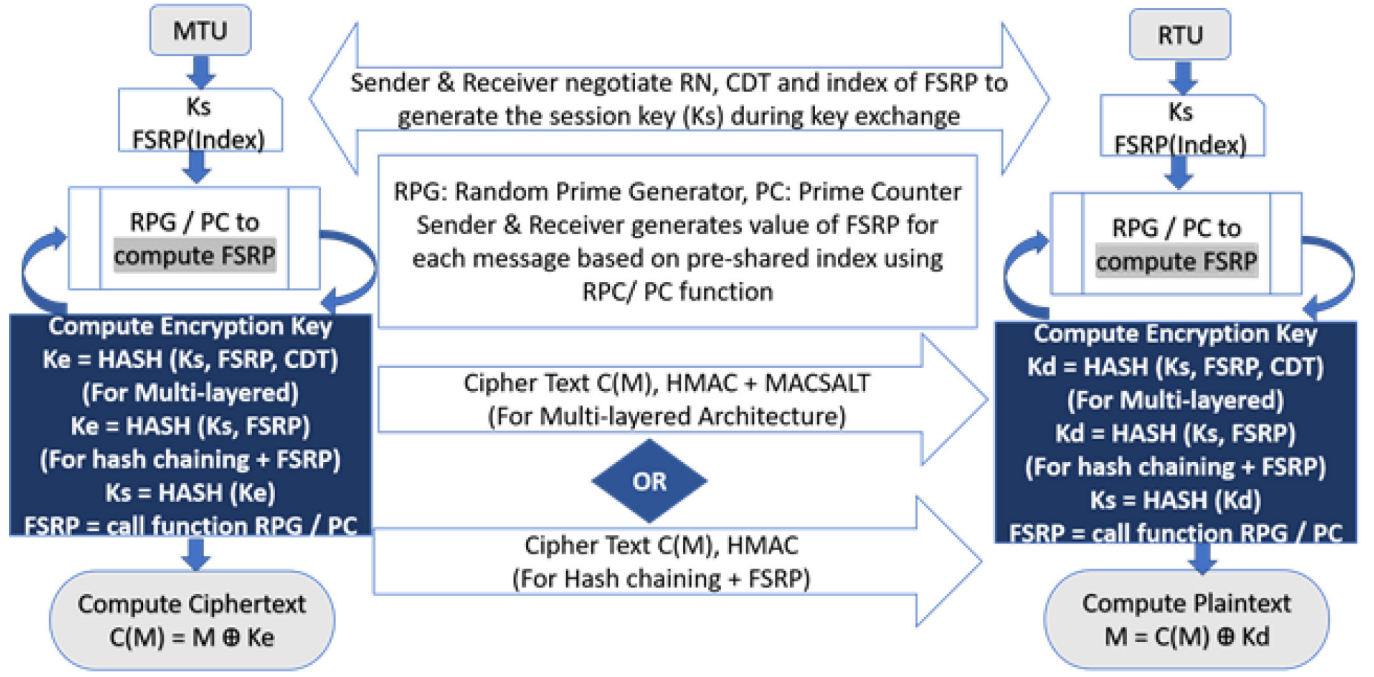 MTU
Ks
FSRP(Index)
RPG / PC to
compute FSRP
Compute Encryption Key
Ke = HASH (Ks, FSRP, CDT)
(For Multi-layered)
Ke = HASH (Ks, FSRP)
(For hash chaining + FSRP)
Ks = HASH (Ke)
FSRP = call function RPG / PC
Compute Ciphertext
C(M) = M ⊕ Ke
Sender & Receiver negotiate RN, CDT and index of FSRP to
generate the session key (Ks) during key exchange
RPG: Random Prime Generator, PC: Prime Counter
Sender & Receiver generates value of FSRP for
each message based on pre-shared index using
RPC/ PC function
Cipher Text C(M), HMAC + MACSALT
(For Multi-layered Architecture)
OR
Cipher Text C(M), HMAC
(For Hash chaining + FSRP)
RTU
Ks
FSRP(Index)
RPG / PC to
compute FSRP
Compute Encryption Key
Kd = HASH (Ks, FSRP, CDT)
(For Multi-layered)
Kd = HASH (Ks, FSRP)
(For hash chaining + FSRP)
Ks = HASH (Kd)
FSRP = call function RPG / PC
Compute Plaintext
M = C(M) ⊕ Kd